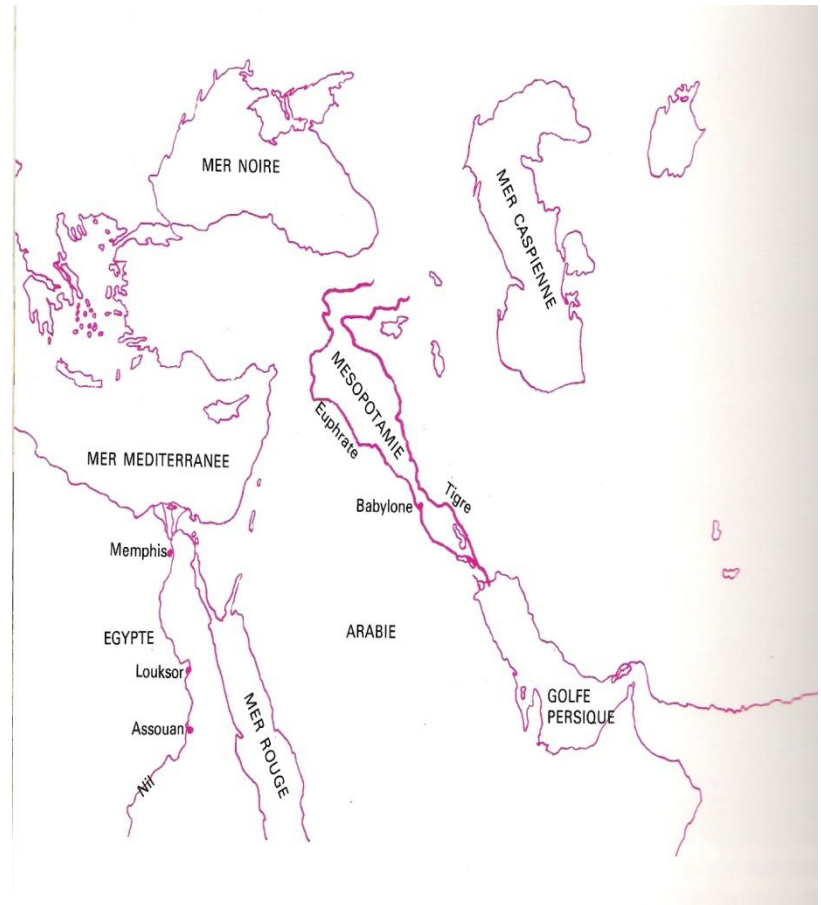 MER NOIRE
MER CASPIENNE
MESOPOTAMIE
Euphrate
MER MEDITERRANEE
Tigre
Babylone
Memphis
EGYPTE
ARABIE
Louksor
GOLFE
PERSIQUE
MER ROUGE
Assouan
Nil